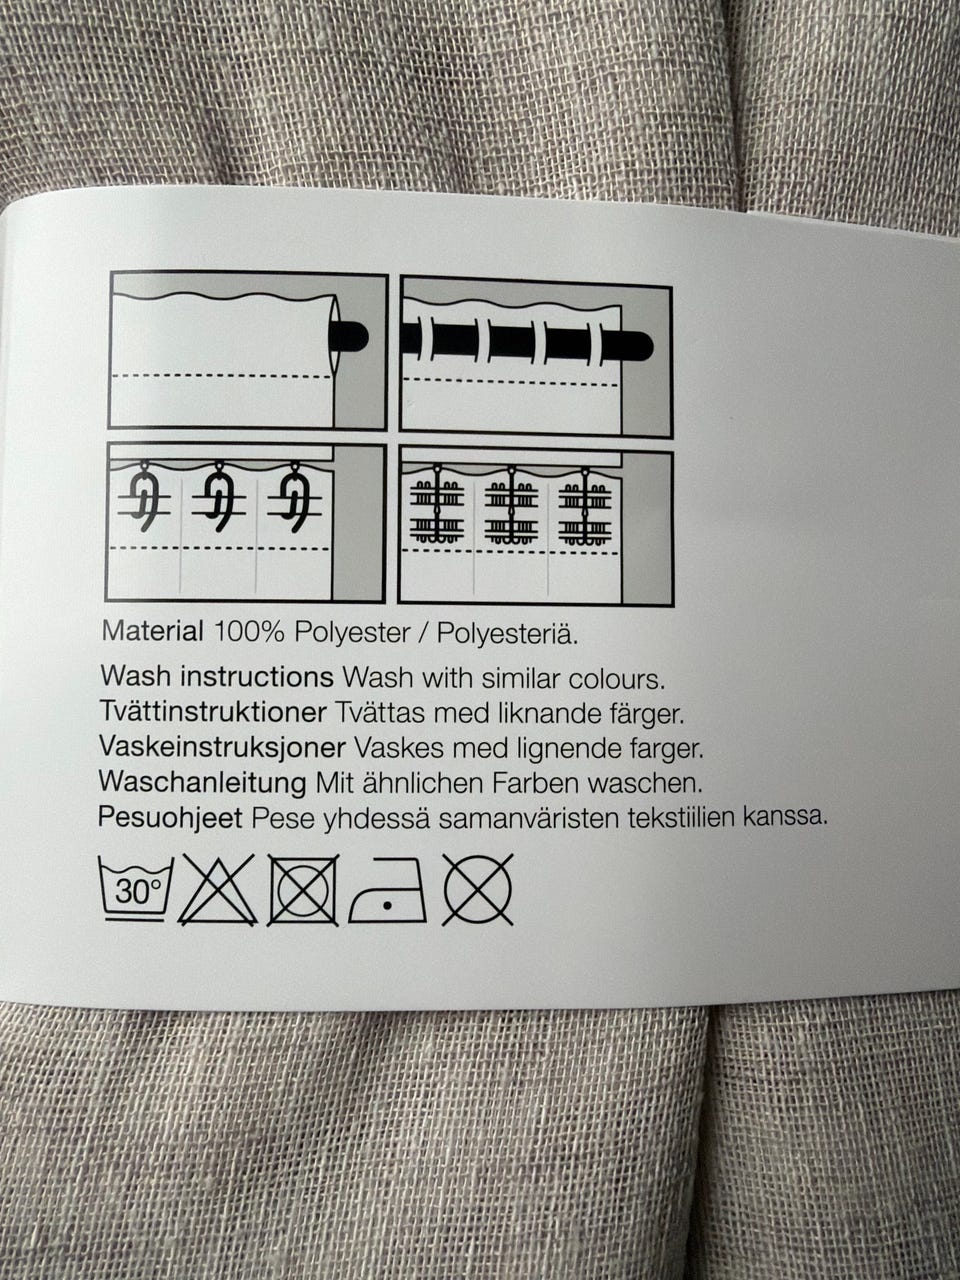 Material 100% Polyester / Polyesteriä.
Wash instructions Wash with similar colours.
Tvättinstruktioner Tvättas med liknande färger.
Vaskeinstruksjoner Vaskes med lignende farger.
Waschanleitung Mit ähnlichen Farben waschen.
Pesuohjeet Pese yhdessä samanväristen tekstiilien kanssa.
30°